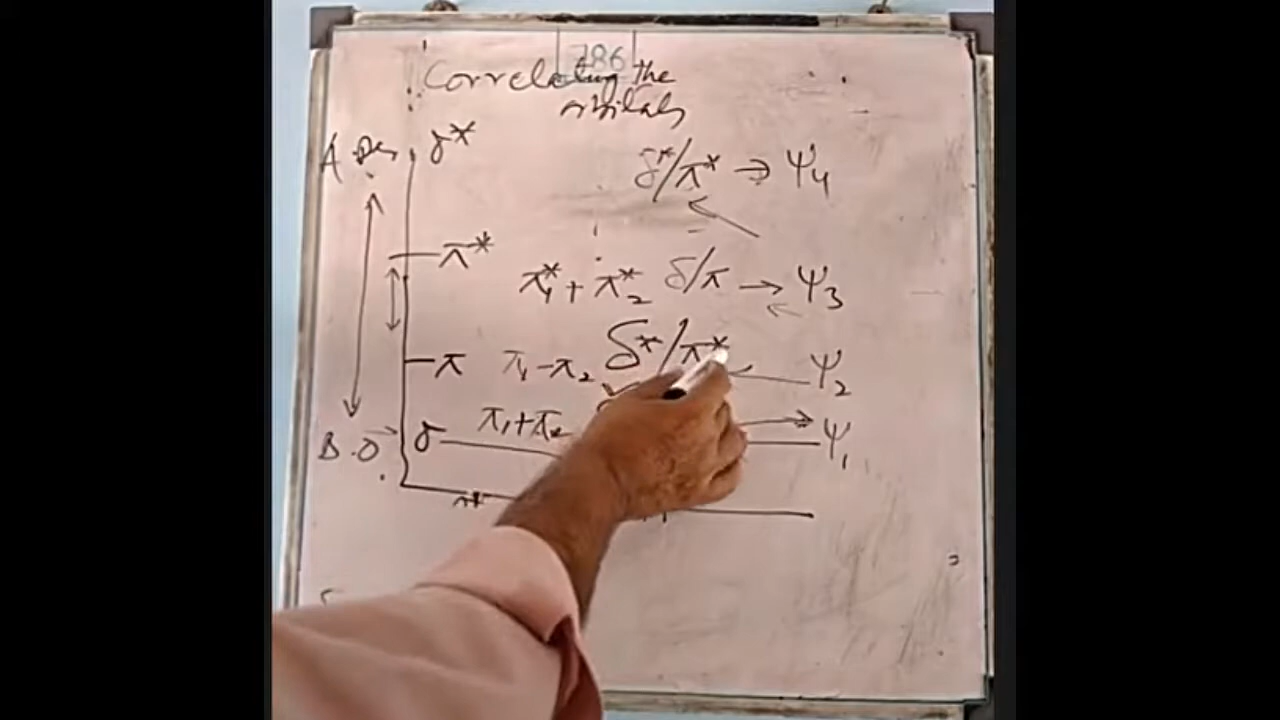 786
Correlating the
orbitals
δ*
δ*/π* → Ψ4
π*
π1* + π2* δ/π → Ψ3
δ*/π*
π π1 - π2 Ψ2
π1 + π2
B.O → δ Ψ1